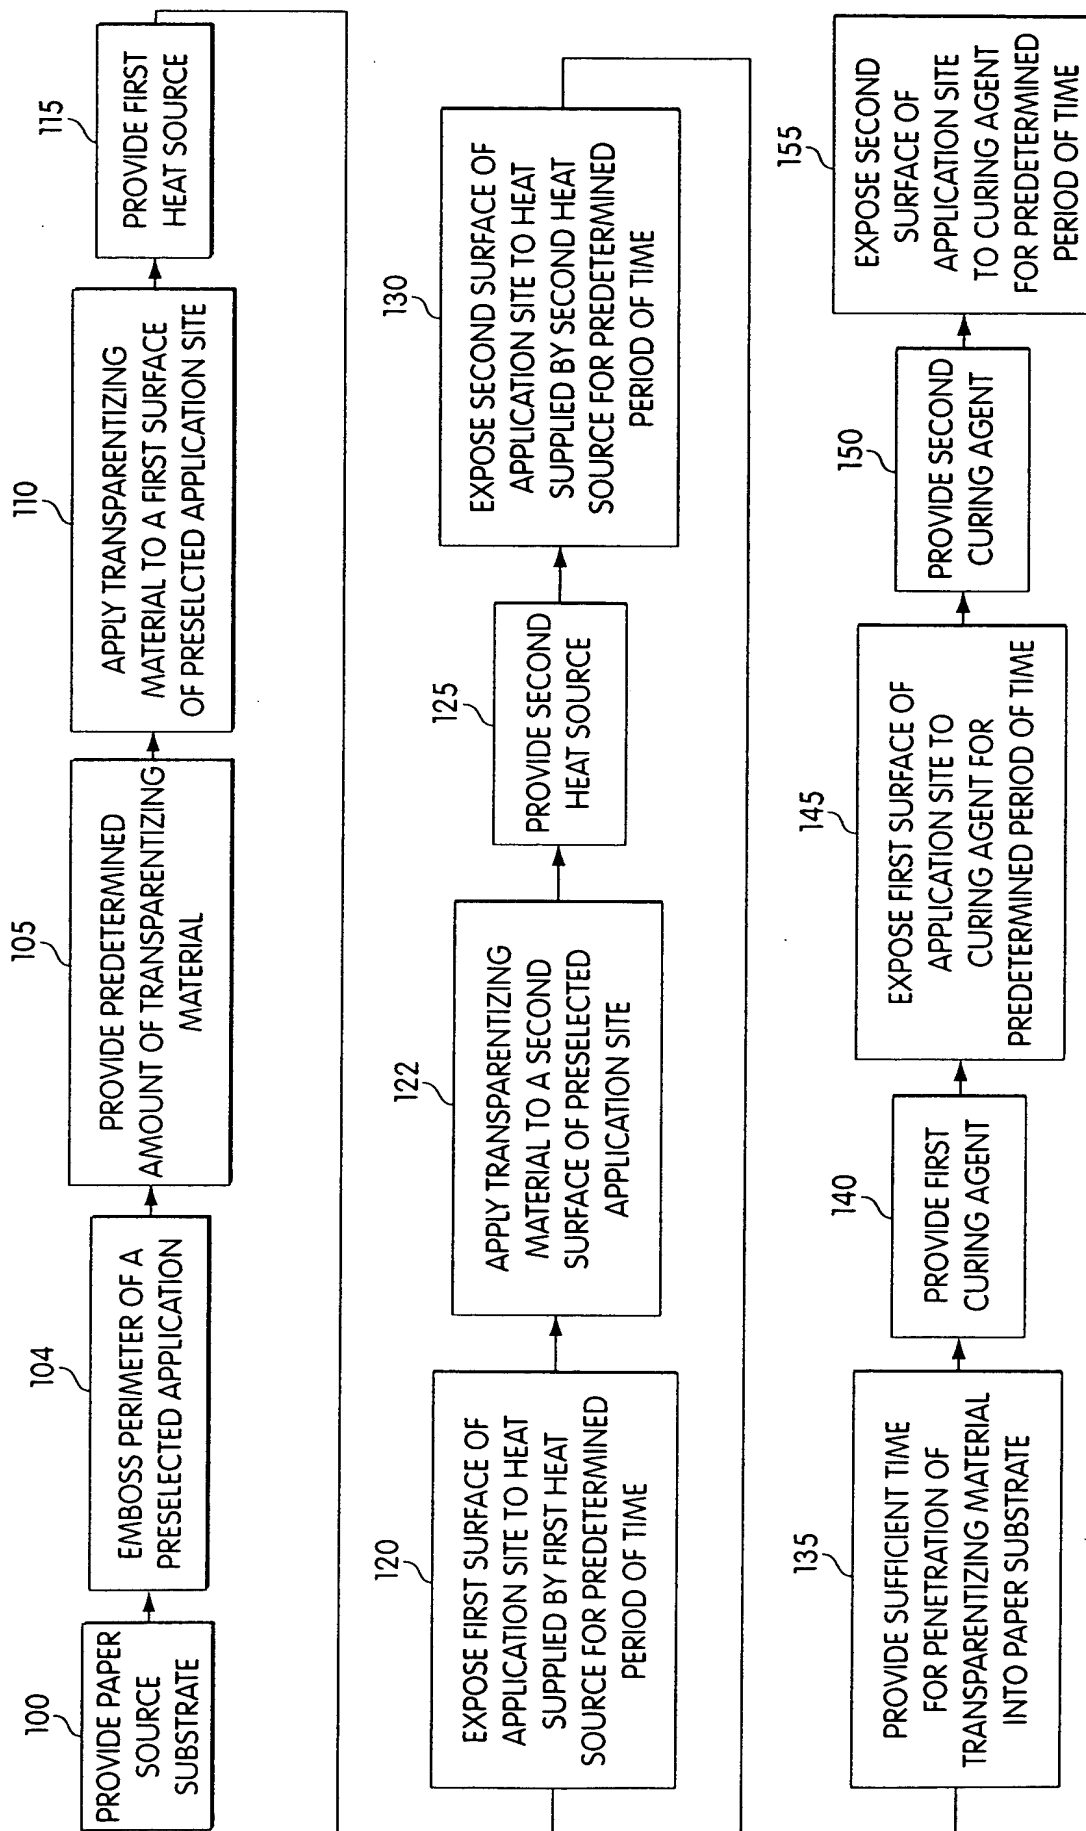 100
PROVIDE PAPER
SOURCE
SUBSTRATE
104
EMBOSS PERIMETER OF A
PRESELECTED APPLICATION
105
PROVIDE PREDETERMINED
AMOUNT OF TRANSPARENTIZING
MATERIAL
110
APPLY TRANSPARENTIZING
MATERIAL TO A FIRST SURFACE
OF PRESELCTED APPLICATION SITE
115
PROVIDE FIRST
HEAT SOURCE
120
EXPOSE FIRST SURFACE OF
APPLICATION SITE TO HEAT
SUPPLIED BY FIRST HEAT
SOURCE FOR PREDETERMINED
PERIOD OF TIME
122
APPLY TRANSPARENTIZING
MATERIAL TO A SECOND
SURFACE OF PRESELECTED
APPLICATION SITE
125
PROVIDE SECOND
HEAT SOURCE
130
EXPOSE SECOND SURFACE OF
APPLICATION SITE TO HEAT
SUPPLIED BY SECOND HEAT
SOURCE FOR PREDETERMINED
PERIOD OF TIME
135
PROVIDE SUFFICIENT TIME
FOR PENETRATION OF
TRANSPARENTIZING MATERIAL
INTO PAPER SUBSTRATE
140
PROVIDE FIRST
CURING AGENT
145
EXPOSE FIRST SURFACE OF
APPLICATION SITE TO
CURING AGENT FOR
PREDETERMINED PERIOD OF TIME
150
PROVIDE SECOND
CURING AGENT
155
EXPOSE SECOND
SURFACE OF
APPLICATION SITE
TO CURING AGENT
FOR PREDETERMINED
PERIOD OF TIME